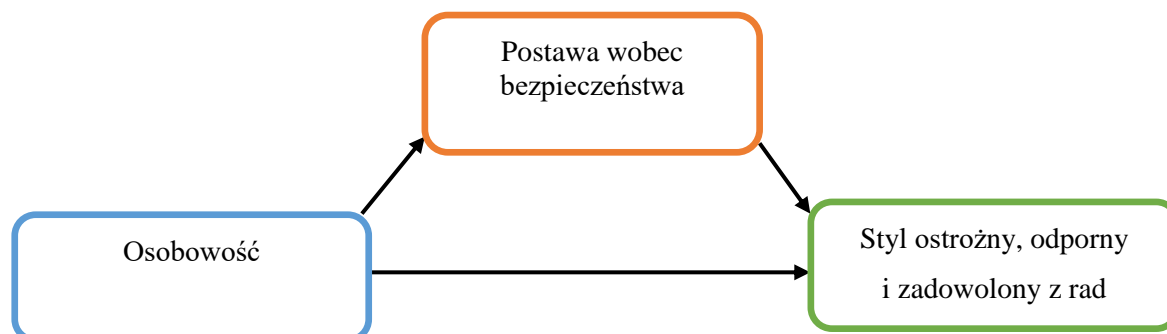 Postawa wobec
bezpieczeństwa
Osobowość
Styl ostrożny, odporny
i zadowolony z rad